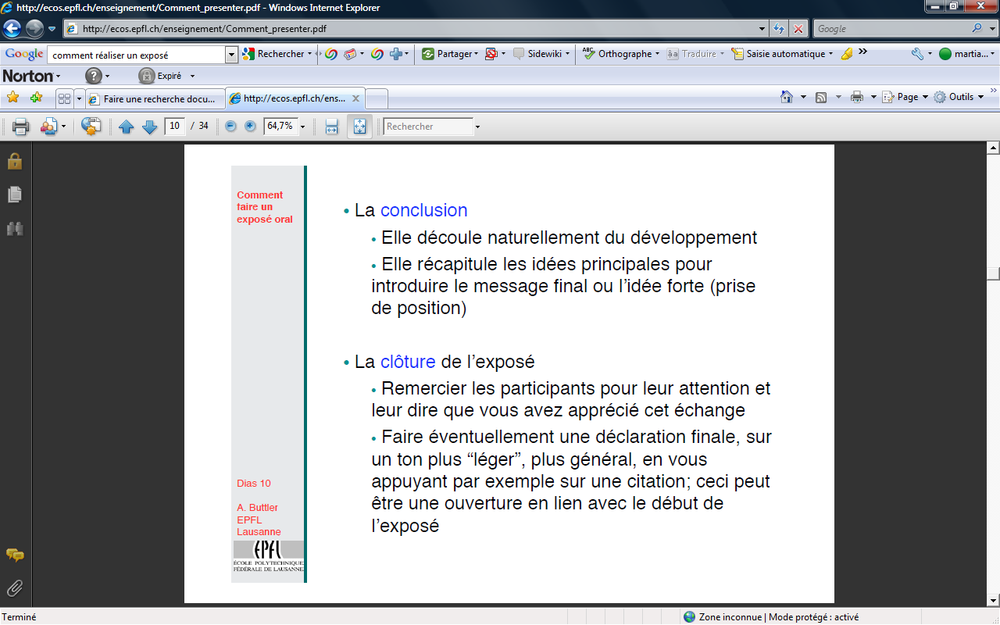 http://ecos.epfl.ch/enseignement/Comment_presenter.pdf - Windows Internet Explorer
http://ecos.epfl.ch/enseignement/Comment_presenter.pdf
Google
Google
comment réaliser un exposé
Rechercher
Partager
Sidewiki
ABC
Orthographe
Traduire
Saisie automatique
martia...
Norton
Expiré
Faire une recherche docu...
http://ecos.epfl.ch/ens...
Page
Outils
10 / 34
64,7%
Rechercher
Comment
faire un
exposé oral
• La conclusion
• Elle découle naturellement du développement
• Elle récapitule les idées principales pour
introduire le message final ou l’idée forte (prise
de position)
• La clôture de l’exposé
• Remercier les participants pour leur attention et
leur dire que vous avez apprécié cet échange
• Faire éventuellement une déclaration finale, sur
un ton plus “léger”, plus général, en vous
appuyant par exemple sur une citation; ceci peut
être une ouverture en lien avec le début de
l’exposé
Dias 10
A. Buttler
EPFL
Lausanne
EPFL
ÉCOLE POLYTECHNIQUE
FÉDÉRALE DE LAUSANNE
Terminé
Zone inconnue | Mode protégé : activé